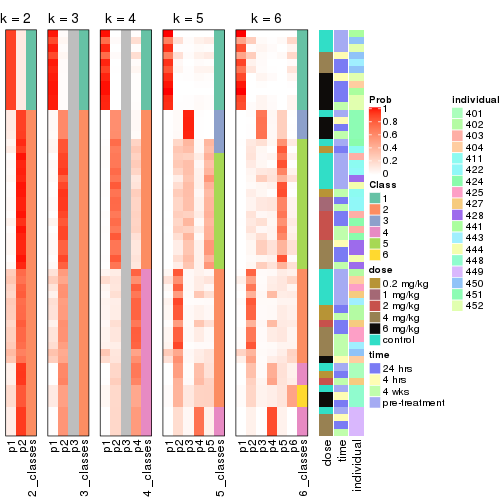 k = 2
k = 3
k = 4
k = 5
k = 6
p1
p2
2_classes
p1
p2
p3
3_classes
p1
p2
p3
p4
4_classes
p1
p2
p3
p4
p5
5_classes
p1
p2
p3
p4
p5
p6
6_classes
dose
time
individual
Prob
1
0.8
0.6
0.4
0.2
0
Class
1
2
3
4
5
6
dose
0.2 mg/kg
1 mg/kg
2 mg/kg
4 mg/kg
6 mg/kg
control
time
24 hrs
4 hrs
4 wks
pre-treatment
Individual
401
402
403
404
411
422
424
425
427
428
441
443
444
448
449
450
451
452